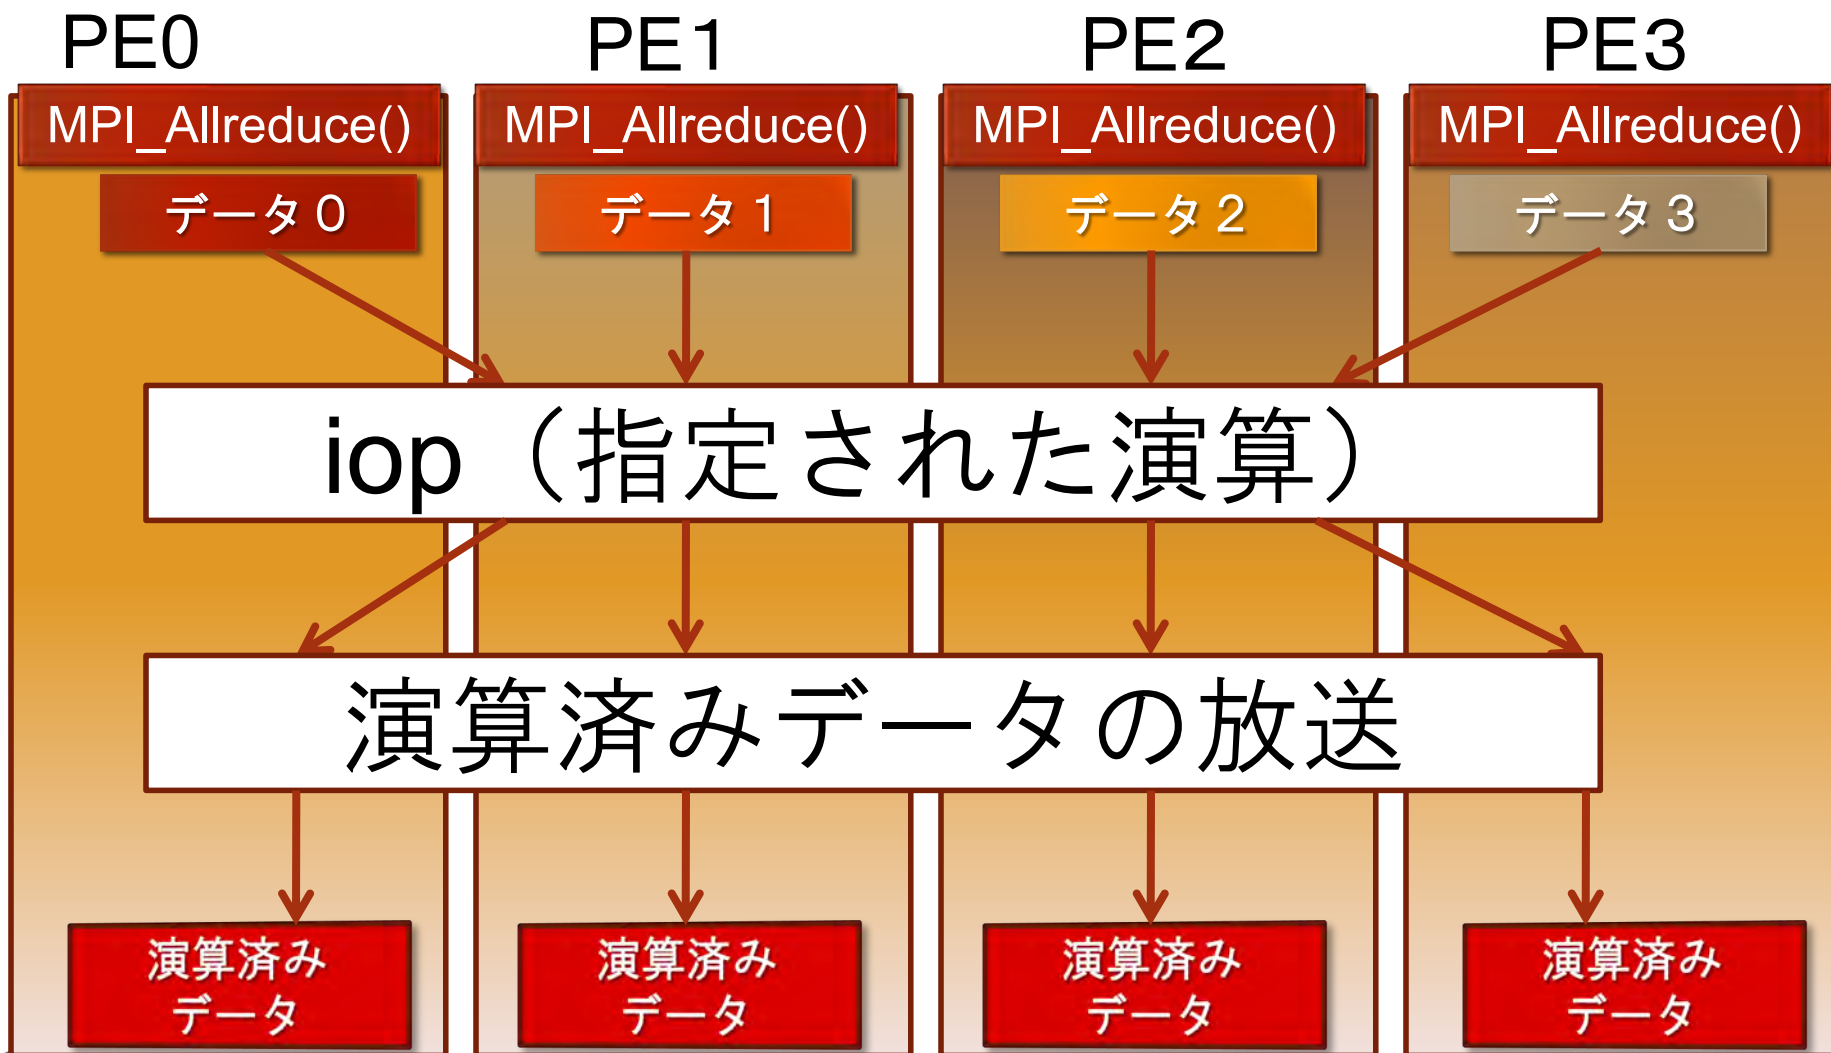 PE0
PE1
PE2
PE3
MPI_Allreduce()
MPI_Allreduce()
MPI_Allreduce()
MPI_Allreduce()
データ０
データ１
データ２
データ３
iop（指定された演算）
演算済みデータの放送
演算済み
データ
演算済み
データ
演算済み
データ
演算済み
データ